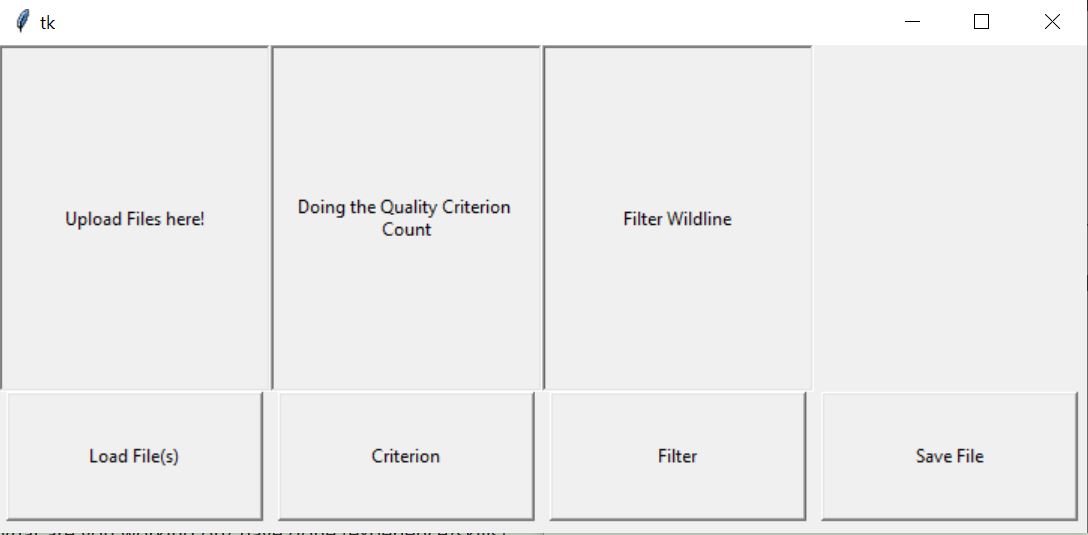 tk
Upload Files here!
Doing the Quality Criterion
Count
Filter Wildline
Load File(s)
Criterion
Filter
Save File